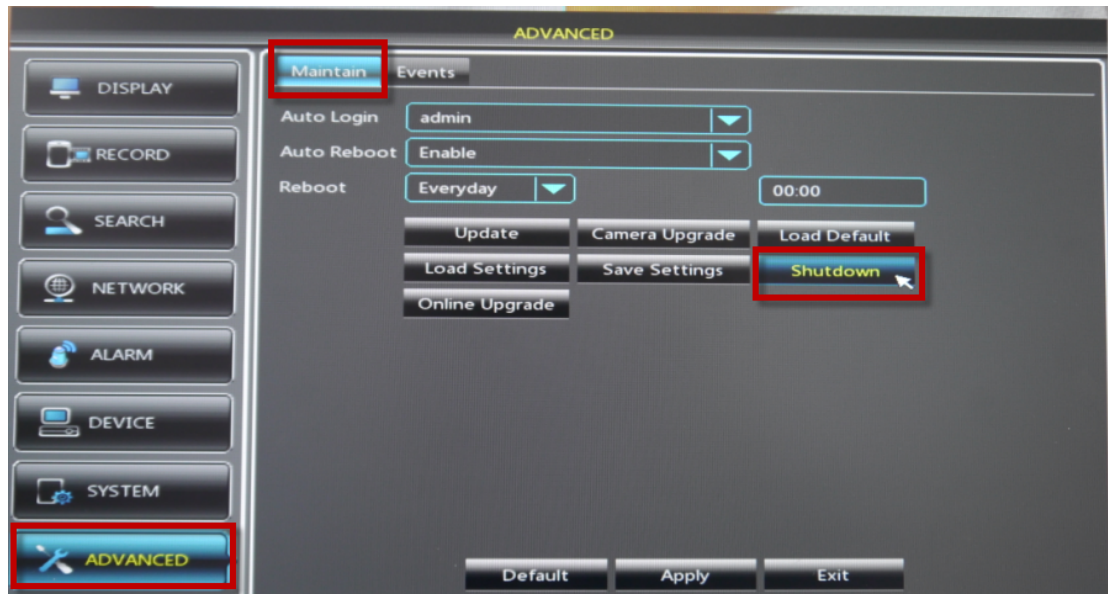 ADVANCED
DISPLAY
RECORD
SEARCH
NETWORK
ALARM
DEVICE
SYSTEM
ADVANCED
Maintain Events
Auto Login admin
Auto Reboot Enable
Reboot Everyday 00:00
Update Camera Upgrade Load Default
Load Settings Save Settings Shutdown
Online Upgrade
Default Apply Exit